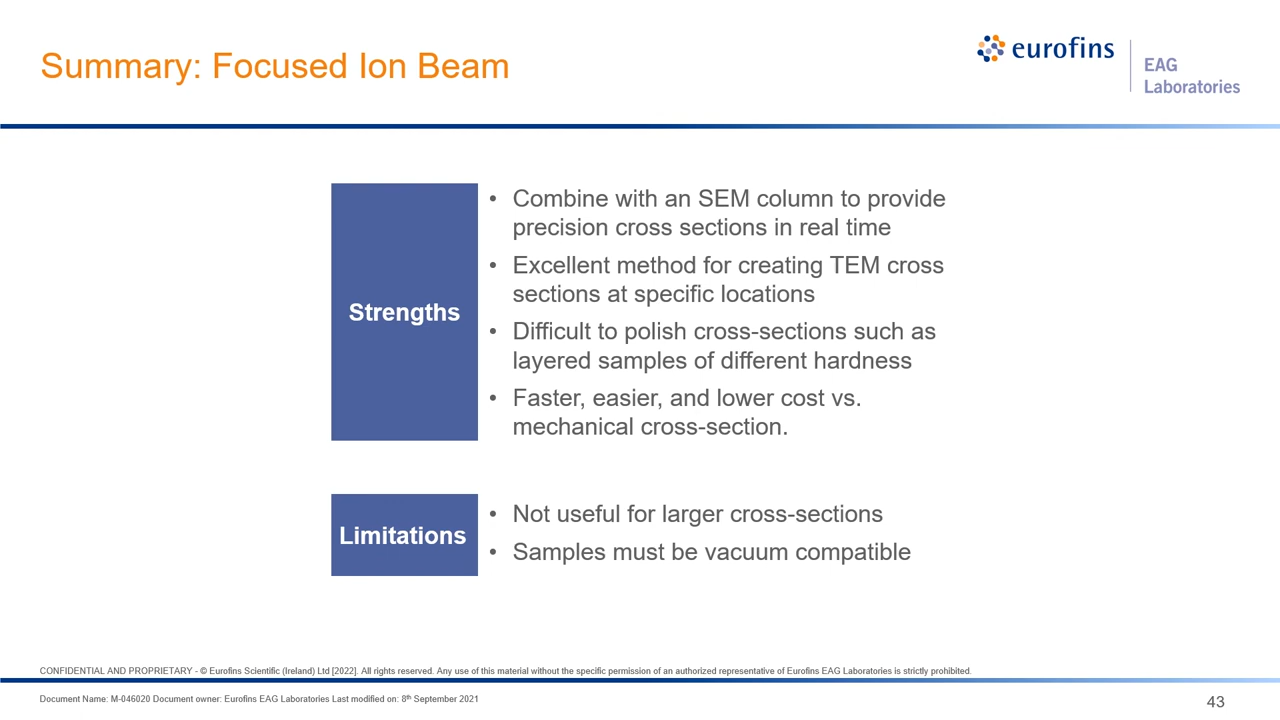 Summary: Focused Ion Beam
eurofins
EAG
Laboratories
Strengths
• Combine with an SEM column to provide
precision cross sections in real time
• Excellent method for creating TEM cross
sections at specific locations
• Difficult to polish cross-sections such as
layered samples of different hardness
• Faster, easier, and lower cost vs.
mechanical cross-section.
Limitations
• Not useful for larger cross-sections
• Samples must be vacuum compatible
CONFIDENTIAL AND PROPRIETARY - © Eurofins Scientific (Ireland) Ltd [2022]. All rights reserved. Any use of this material without the specific permission of an authorized representative of Eurofins EAG Laboratories is strictly prohibited.
Document Name: M-046020 Document owner: Eurofins EAG Laboratories Last modified on: 8th September 2021
43